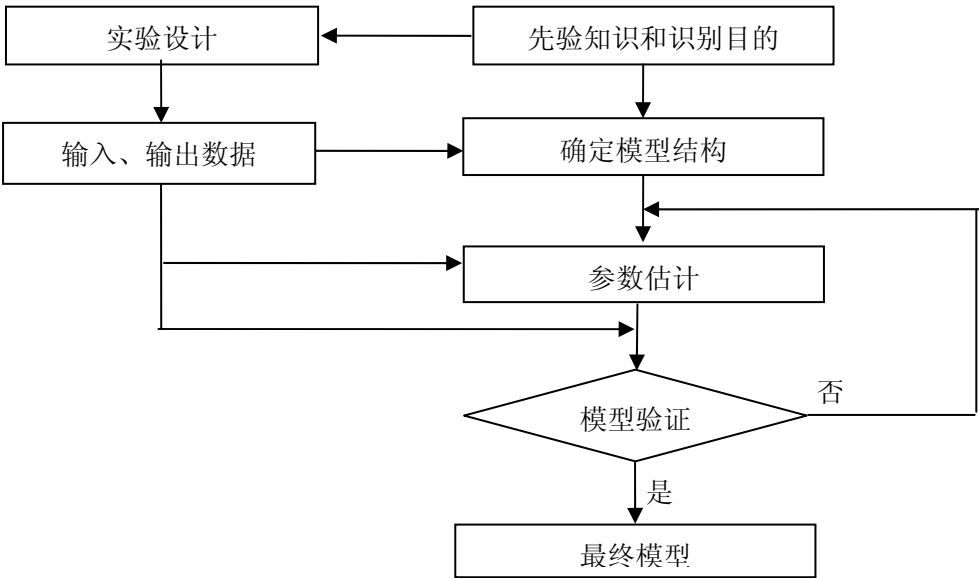 实验设计
先验知识和识别目的
输入、输出数据
确定模型结构
参数估计
模型验证
否
是
最终模型